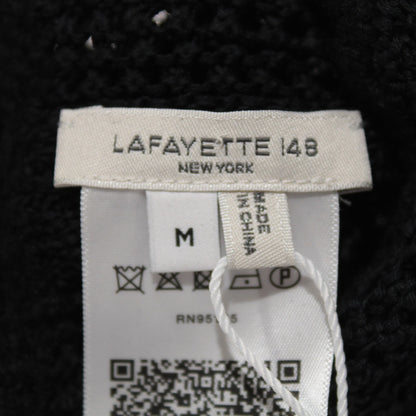 LAFAYETTE 148
NEW YORK
M
MADE
IN CHINA
P